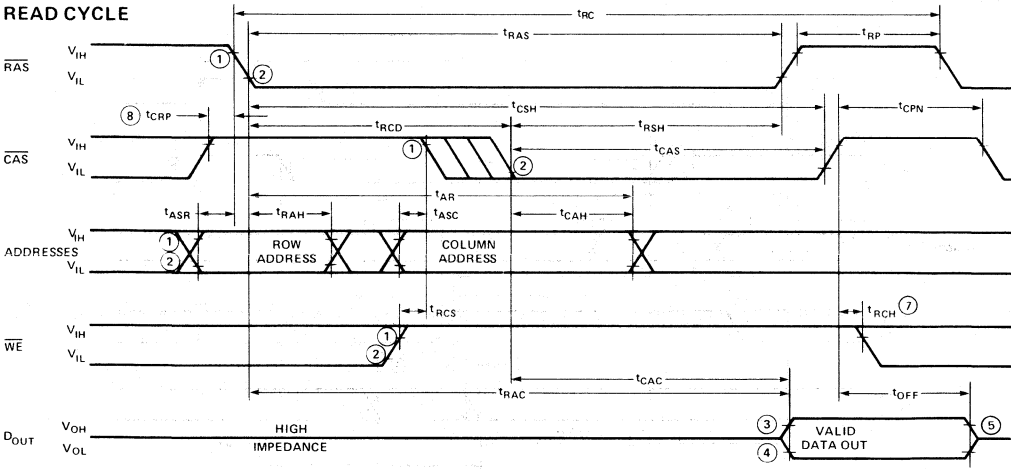 READ CYCLE
tRC
tRAS
tRP
RAS
VIH
VIL
1
2
8
tCRP
tCSH
tCPN
tRCD
tRSH
CAS
VIH
VIL
1
2
tCAS
tAR
tASR
tRAH
tASC
tCAH
ADDRESSES
VIH
VIL
1
2
ROW
ADDRESS
COLUMN
ADDRESS
tRCS
tRCH
7
WE
VIH
VIL
1
2
tCAC
tRAC
tOFF
DOUT
VOH
VOL
HIGH
IMPEDANCE
3
4
VALID
DATA OUT
5